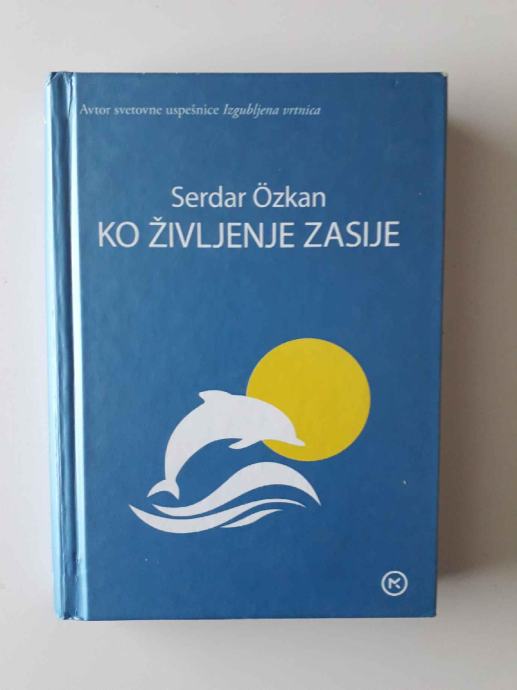 Avtor svetovne uspešnice Izgubljena vrtnica
Serdar Özkan
KO ŽIVLJENJE ZASIJE